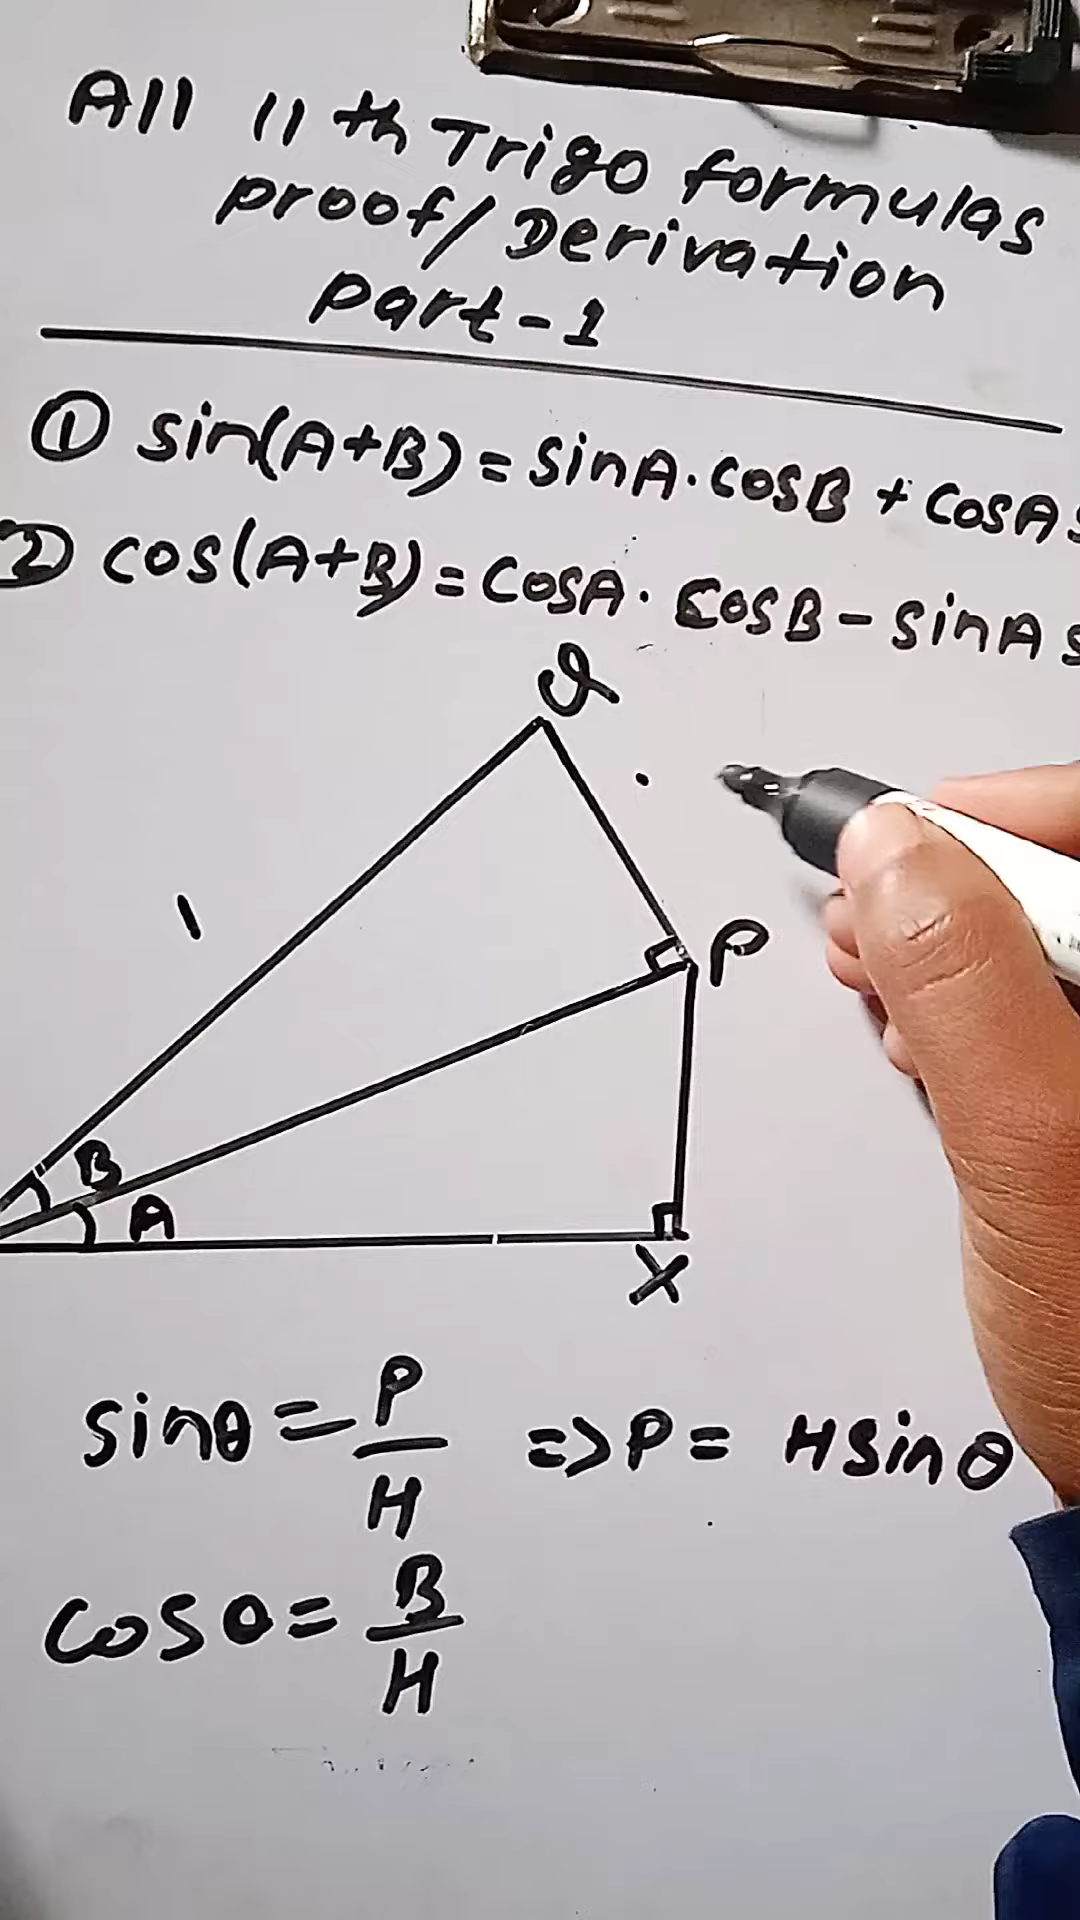 All 11th Trigo formulas
proof/Derivation
part-1
① sin(A+B)=sinA.cosB + cosA
② cos(A+B)=cosA. cosB - sinA
Q
1
P
B
A
X
sinθ = P/H => P = H sinθ
cosθ = B/H